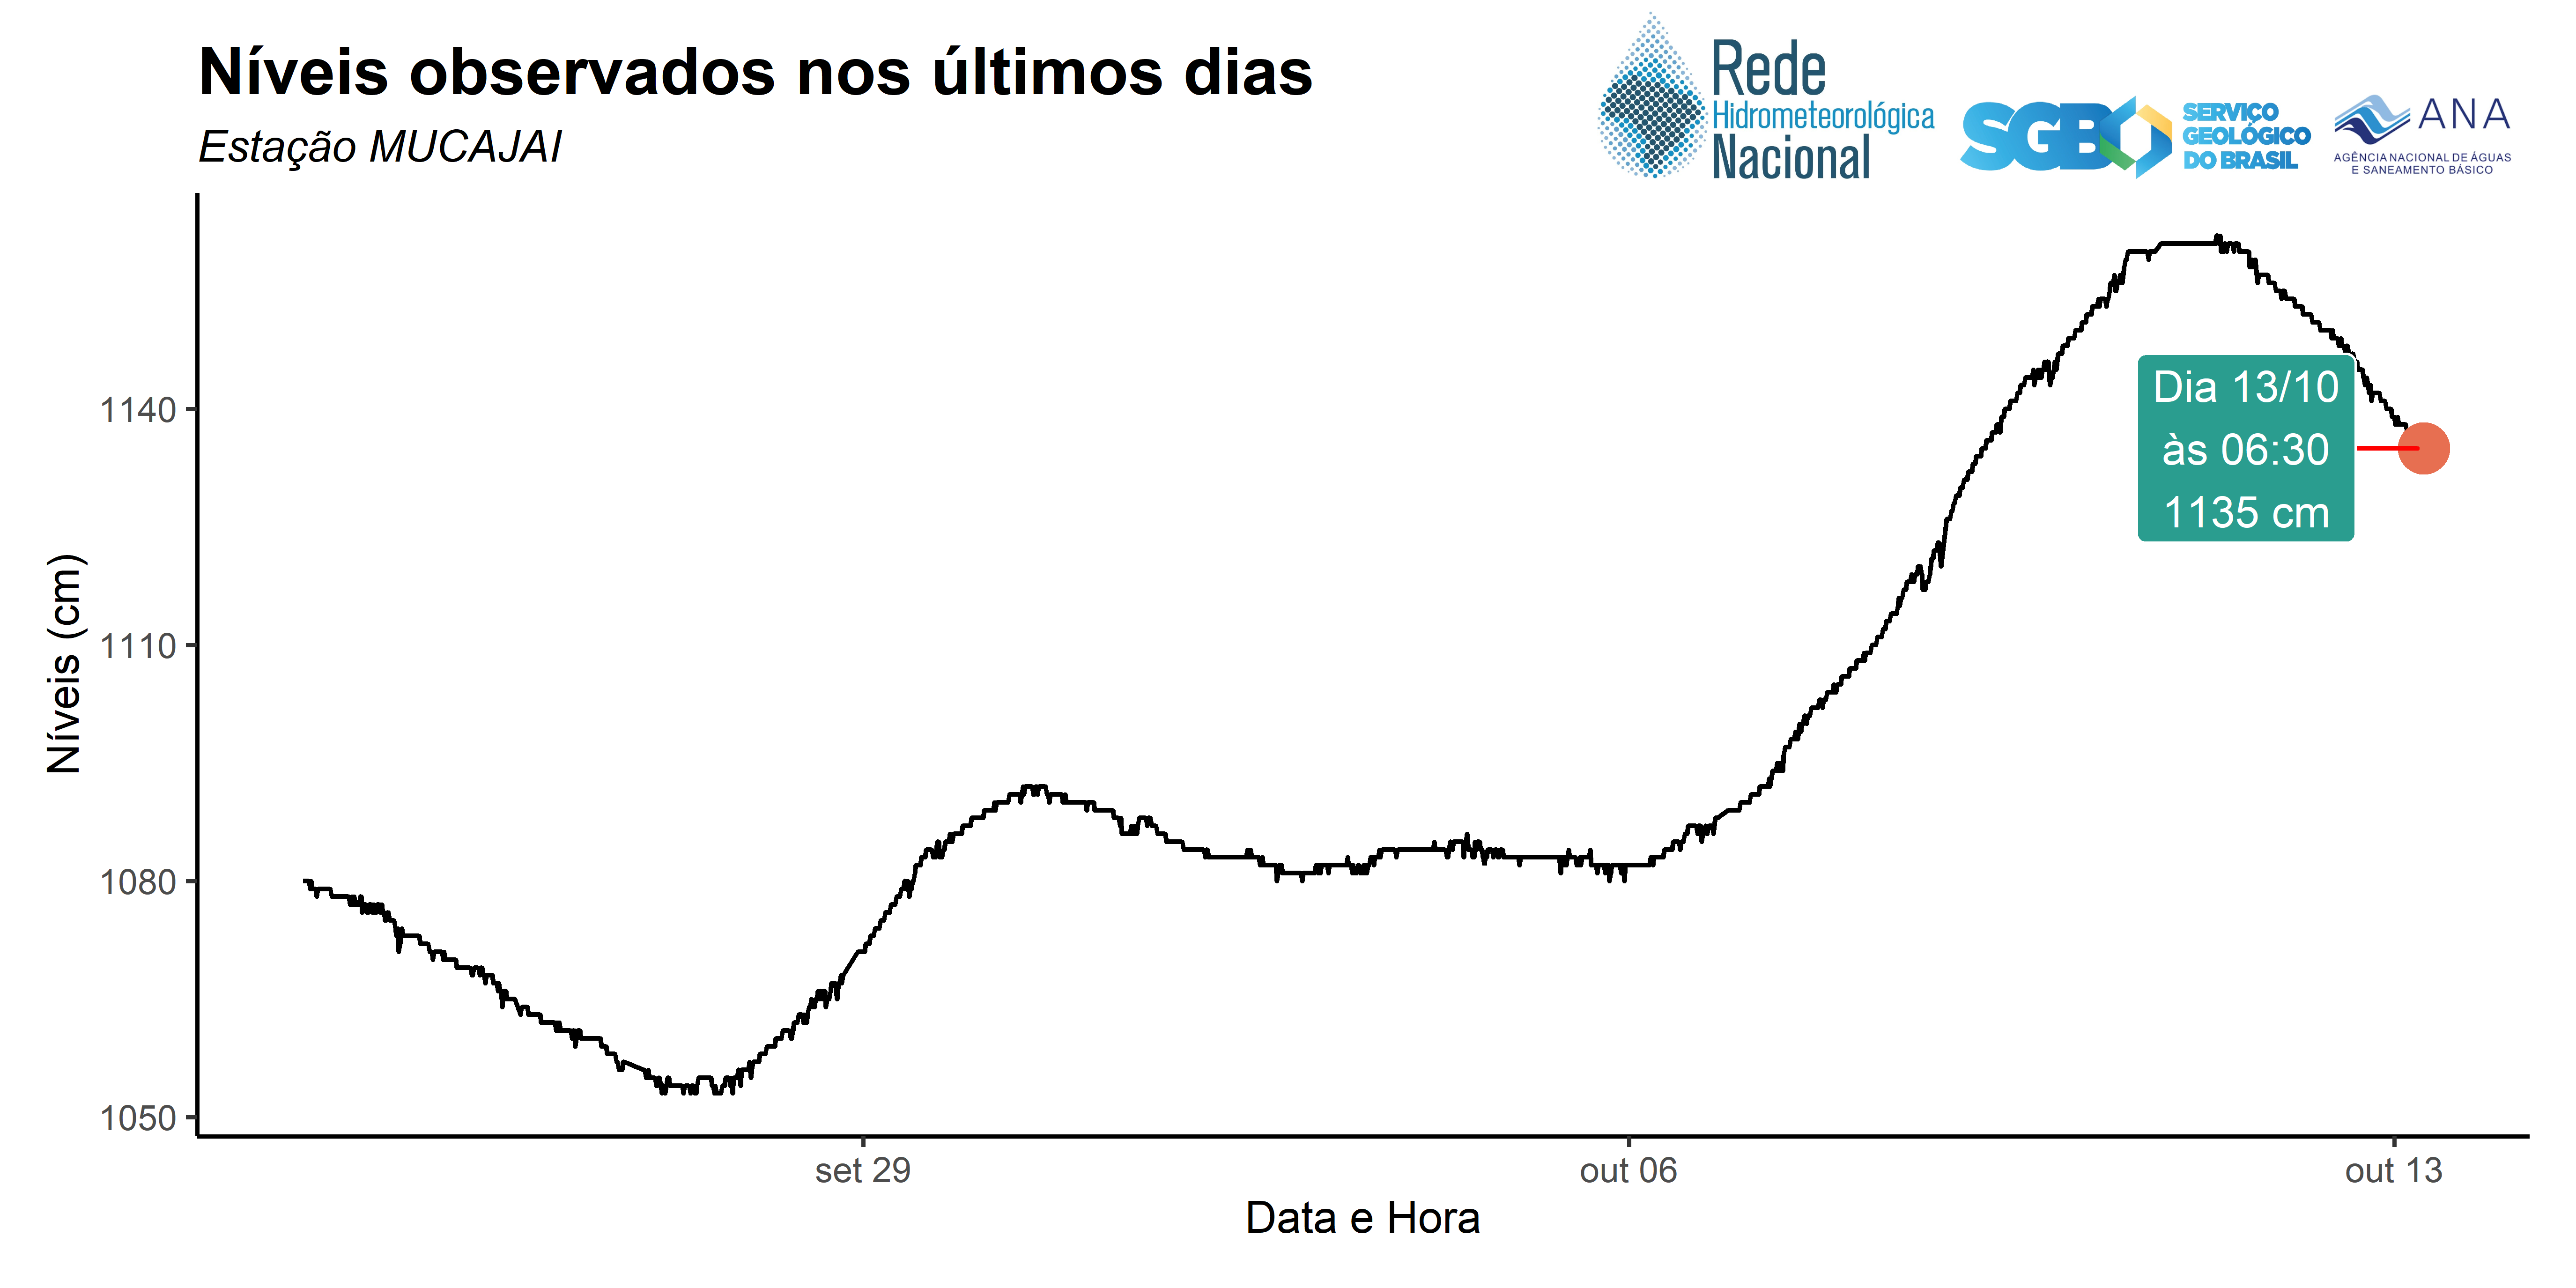 Níveis observados nos últimos dias
Estação MUCAJAI
Rede
Hidrometeorológica
Nacional
SGB
SERVIÇO
GEOLÓGICO
DO BRASIL
ANA
AGÊNCIA NACIONAL DE ÁGUAS
E SANEAMENTO BÁSICO
Níveis (cm)
1140
1110
1080
1050
Dia 13/10
às 06:30
1135 cm
set 29
out 06
out 13
Data e Hora